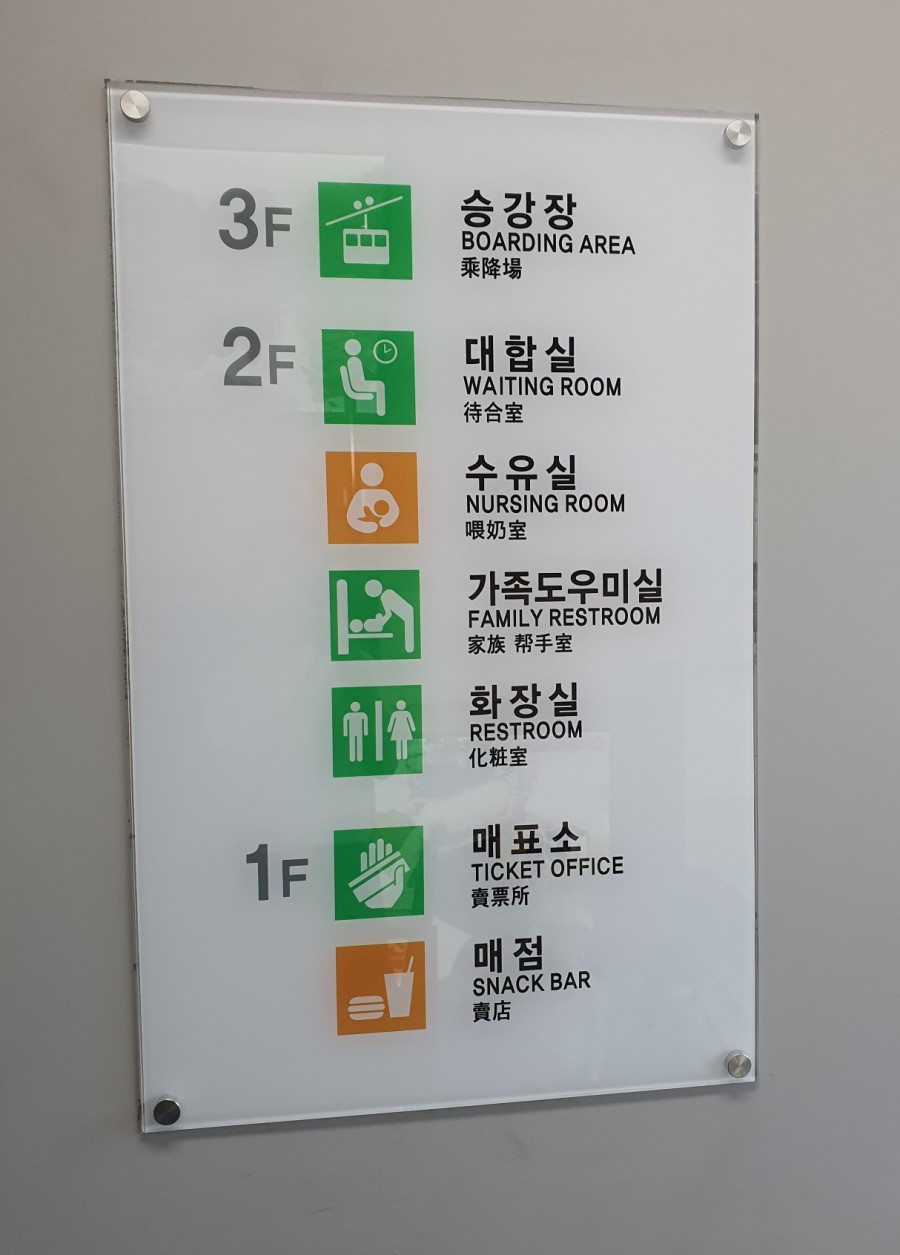 3F
승강장
BOARDING AREA
乘降場
2F
대합실
WAITING ROOM
待合室
수유실
NURSING ROOM
喂奶室
가족도우미실
FAMILY RESTROOM
家族 帮手室
화장실
RESTROOM
化粧室
1F
매표소
TICKET OFFICE
賣票所
매점
SNACK BAR
賣店